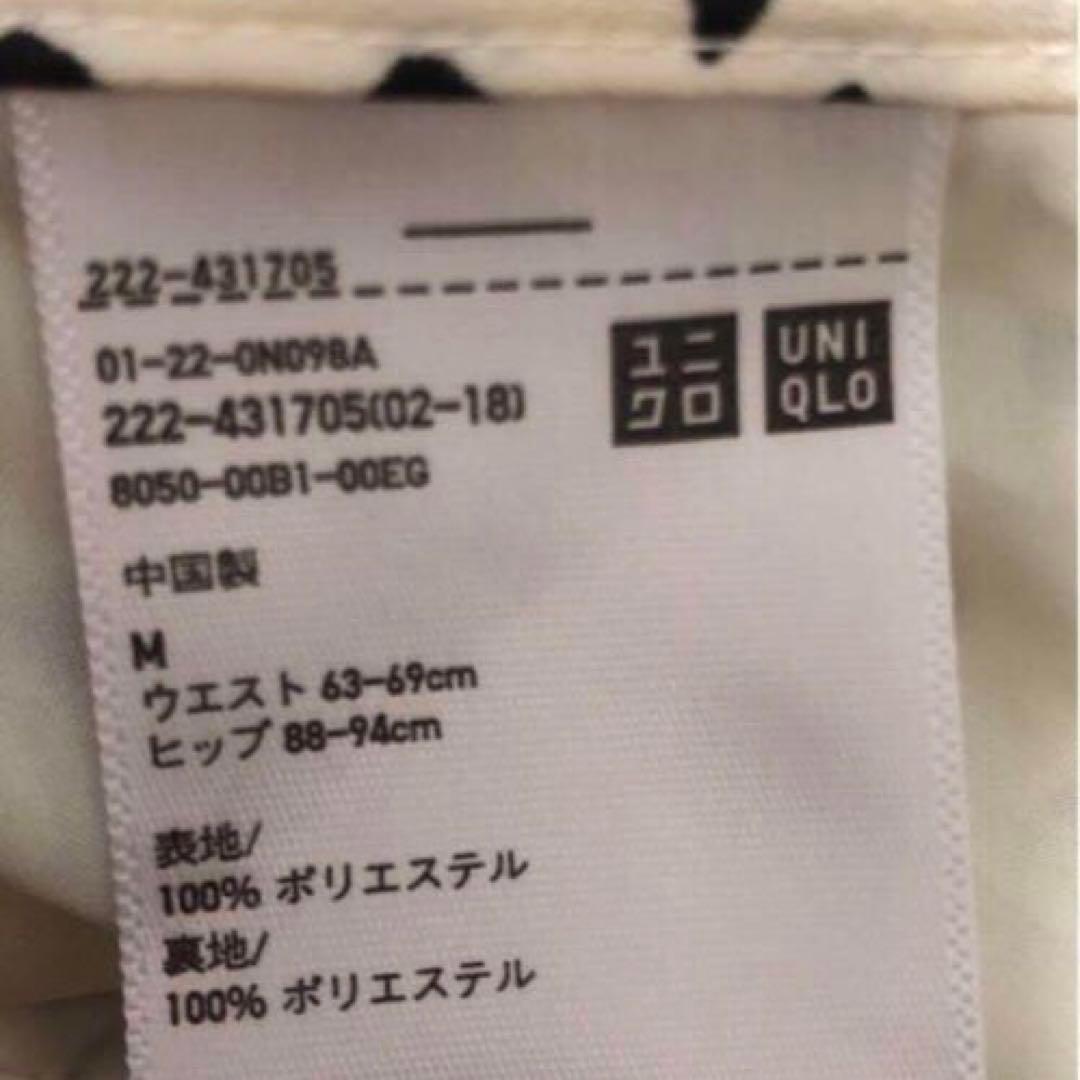 222-431705
01-22-0N098A
222-431705(02-18)
8050-00B1-00EG
ユニ
クロ
UNI
QLO
中国製
M
ウエスト 63-69cm
ヒップ 88-94cm
表地/
100% ポリエステル
裏地/
100% ポリエステル